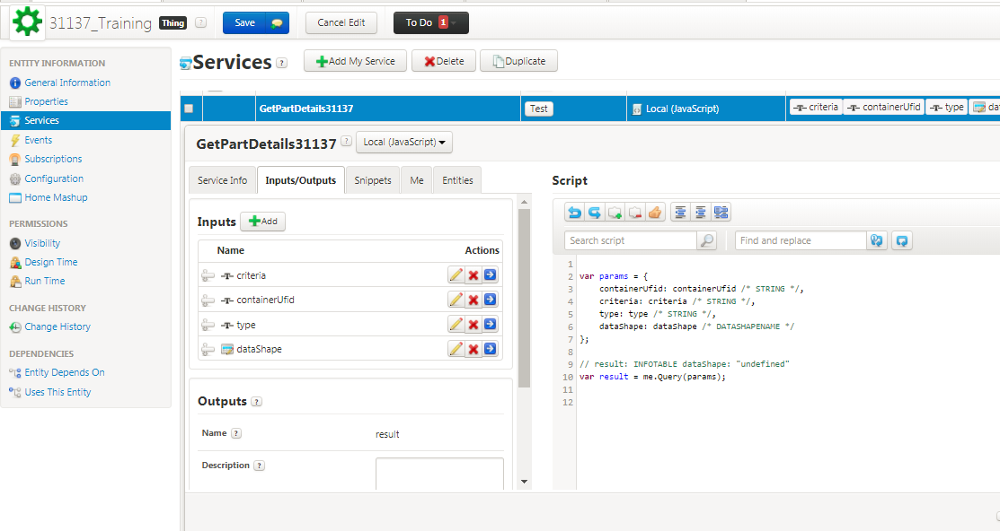 31137_Training Thing ? Save Cancel Edit To Do 1
ENTITY INFORMATION
General Information
Properties
Services
Events
Subscriptions
Configuration
Home Mashup
PERMISSIONS
Visibility
Design Time
Run Time
CHANGE HISTORY
Change History
DEPENDENCIES
Entity Depends On
Uses This Entity
Services ? Add My Service Delete Duplicate
GetPartDetails31137 Test Local (JavaScript) criteria containerUfid type dat
GetPartDetails31137 ? Local (JavaScript)
Service Info Inputs/Outputs Snippets Me Entities
Inputs Add
Name Actions
criteria
containerUfid
type
dataShape
Outputs ?
Name ? result
Description ?
Script
Search script Find and replace
1
2 var params = {
3 containerUfid: containerUfid /* STRING */,
4 criteria: criteria /* STRING */,
5 type: type /* STRING */,
6 dataShape: dataShape /* DATASHAPENAME */
7 };
8
9 // result: INFOTABLE dataShape: "undefined"
10 var result = me.Query(params);
11
12